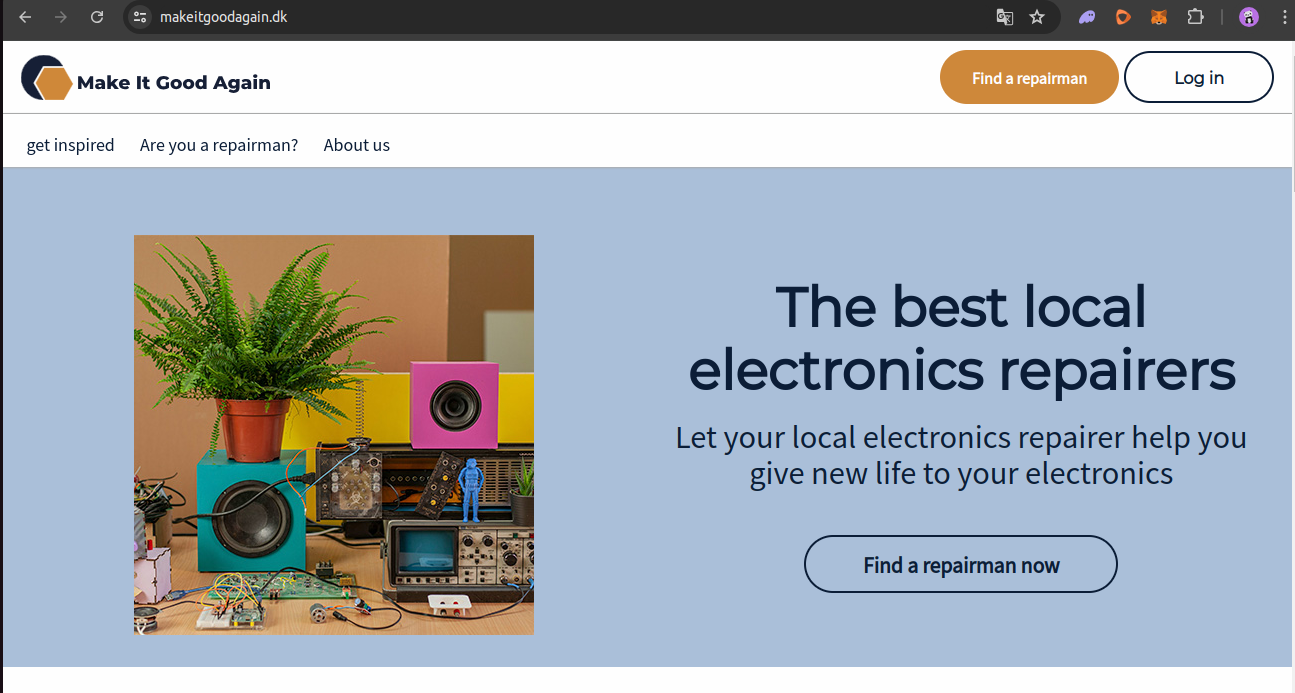 makeitgoodagain.dk
Make It Good Again
Find a repairman
Log in
get inspired
Are you a repairman?
About us
The best local
electronics repairers
Let your local electronics repairer help you
give new life to your electronics
Find a repairman now